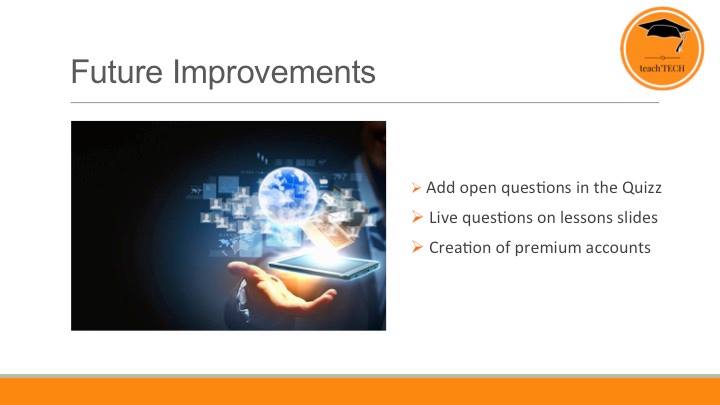 teach'TECH
Future Improvements
Add open questions in the Quizz
Live questions on lessons slides
Creation of premium accounts